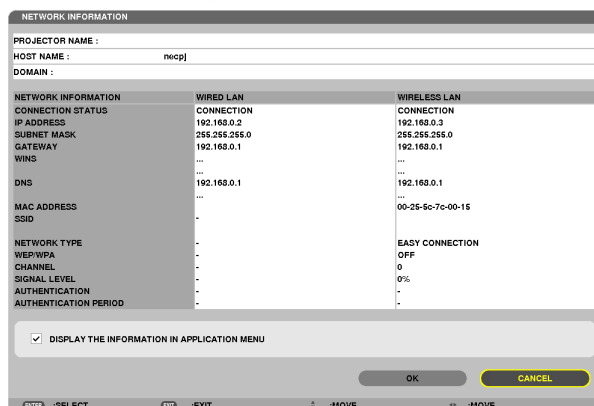 NETWORK INFORMATION
PROJECTOR NAME :
HOST NAME : necpj
DOMAIN :
NETWORK INFORMATION WIRED LAN WIRELESS LAN
CONNECTION STATUS CONNECTION CONNECTION
IP ADDRESS 192.168.0.2 192.168.0.3
SUBNET MASK 255.255.255.0 255.255.255.0
GATEWAY 192.168.0.1 192.168.0.1
WINS ... ...
... ...
DNS 192.168.0.1 192.168.0.1
... ...
MAC ADDRESS 00-25-5c-7c-00-15
SSID -
NETWORK TYPE - EASY CONNECTION
WEP/WPA - OFF
CHANNEL - 0
SIGNAL LEVEL - 0%
AUTHENTICATION - -
AUTHENTICATION PERIOD - -
DISPLAY THE INFORMATION IN APPLICATION MENU
OK CANCEL
ENTER :SELECT EXIT :EXIT :MOVE :MOVE